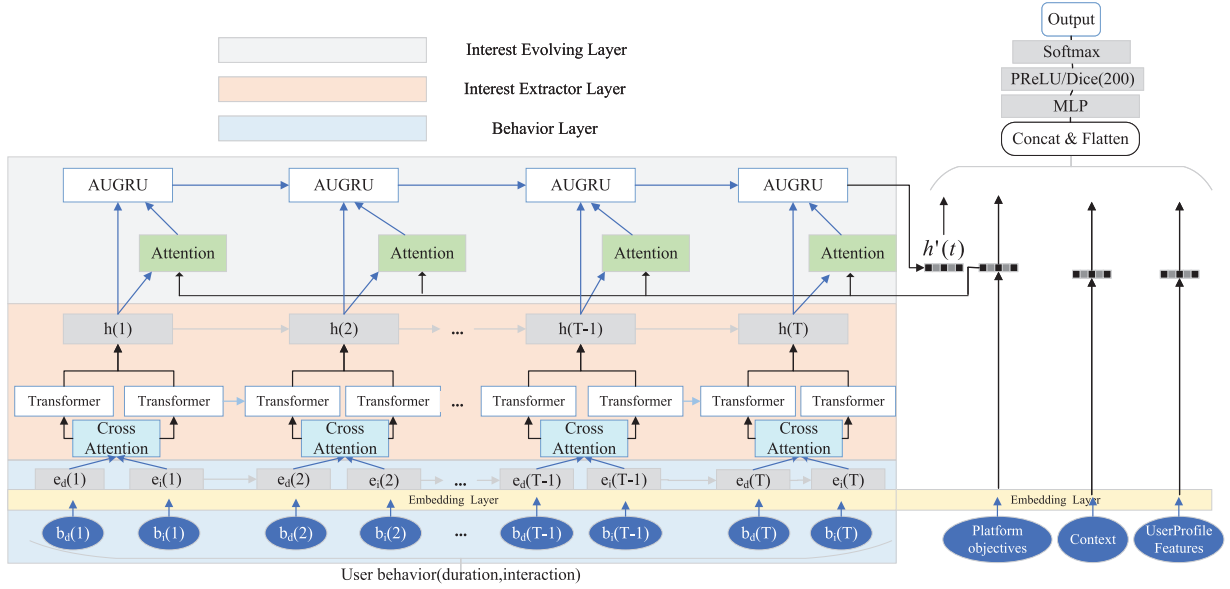 Output
Softmax
PReLU/Dice(200)
MLP
Concat & Flatten
Interest Evolving Layer
Interest Extractor Layer
Behavior Layer
AUGRU AUGRU AUGRU AUGRU
Attention Attention Attention Attention
h'(t)
h(1) h(2) ... h(T-1) h(T)
Transformer Transformer Transformer Transformer ... Transformer Transformer Transformer Transformer
Cross Cross Cross Cross
Attention Attention Attention Attention
e_d(1) e_i(1) e_d(2) e_i(2) ... e_d(T-1) e_i(T-1) e_d(T) e_i(T)
Embedding Layer Embedding Layer
b_d(1) b_i(1) b_d(2) b_i(2) ... b_d(T-1) b_i(T-1) b_d(T) b_i(T)
Platform
objectives
Context
UserProfile
Features
User behavior(duration,interaction)